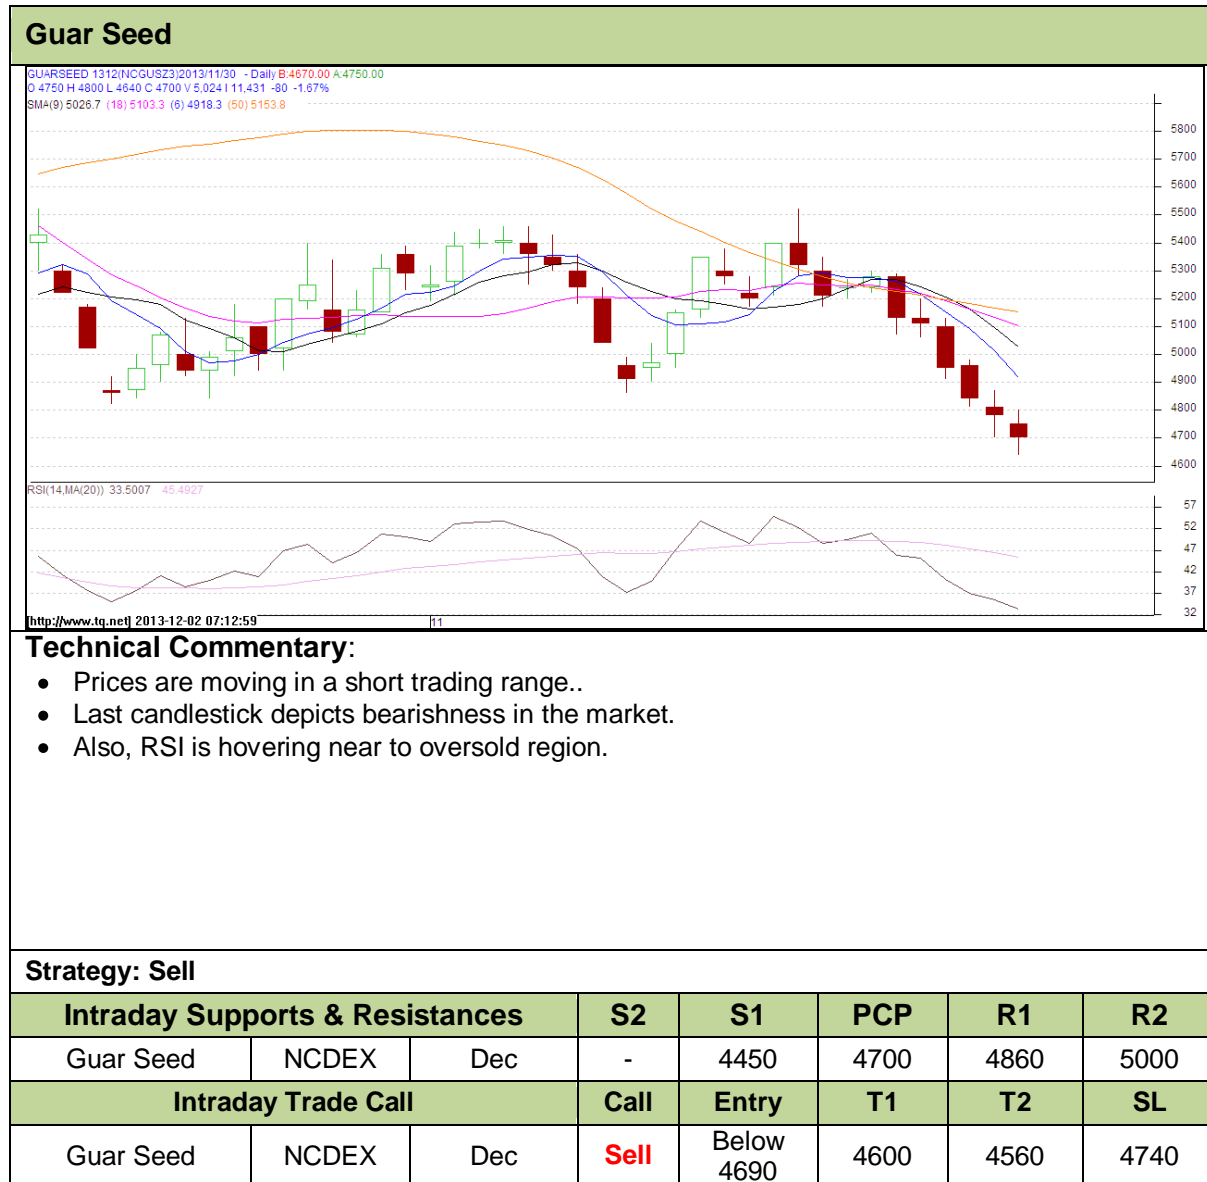 Guar Seed
GUARSEED 1312(NCGUSZ3)2013/11/30 - Daily B:4670.00 A:4750.00
O 4750 H 4800 L 4640 C 4700 V 5,024 I 11,431 -80 -1.67%
SMA(9) 5026.7 (18) 5103.3 (6) 4918.3 (50) 5153.8
5800
5700
5600
5500
5400
5300
5200
5100
5000
4900
4800
4700
4600
RSI(14,MA(20)) 33.5007 45.4927
57
52
47
42
37
32
[http://www.tq.net] 2013-12-02 07:12:59
11
Technical Commentary:
• Prices are moving in a short trading range..
• Last candlestick depicts bearishness in the market.
• Also, RSI is hovering near to oversold region.
Strategy: Sell
Intraday Supports & Resistances S2 S1 PCP R1 R2
Guar Seed NCDEX Dec - 4450 4700 4860 5000
Intraday Trade Call Call Entry T1 T2 SL
Guar Seed NCDEX Dec Sell Below 4690 4600 4560 4740